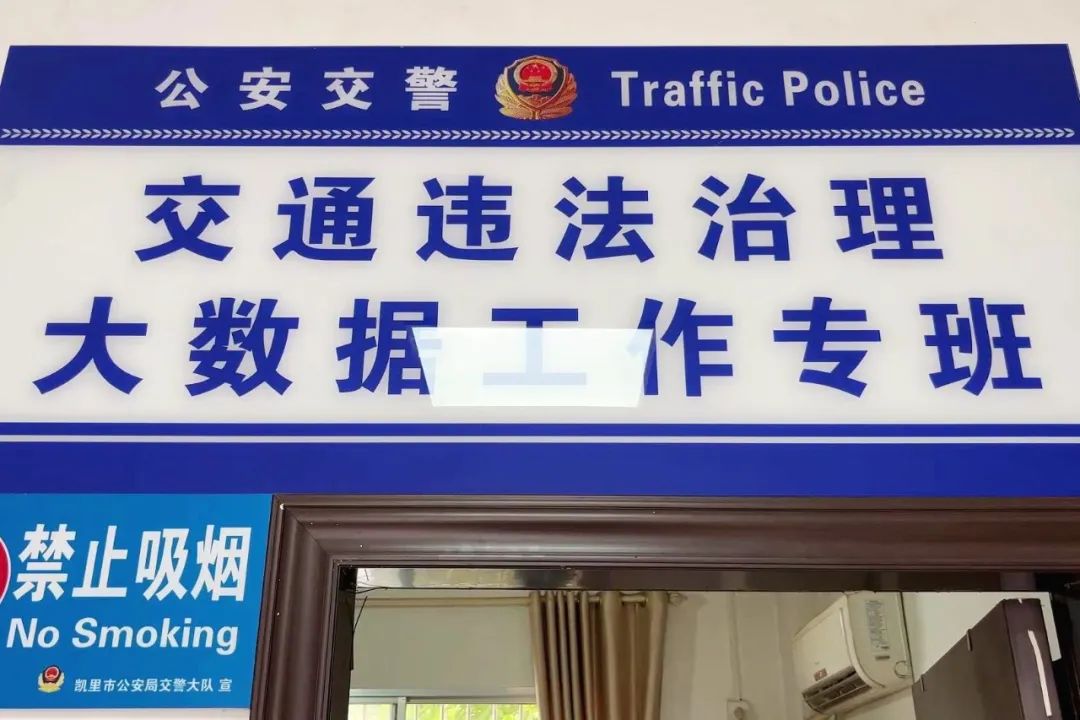 公安交警 Traffic Police
交通违法治理
大数据工作专班
禁止吸烟
No Smoking
凯里市公安局交警大队 宣